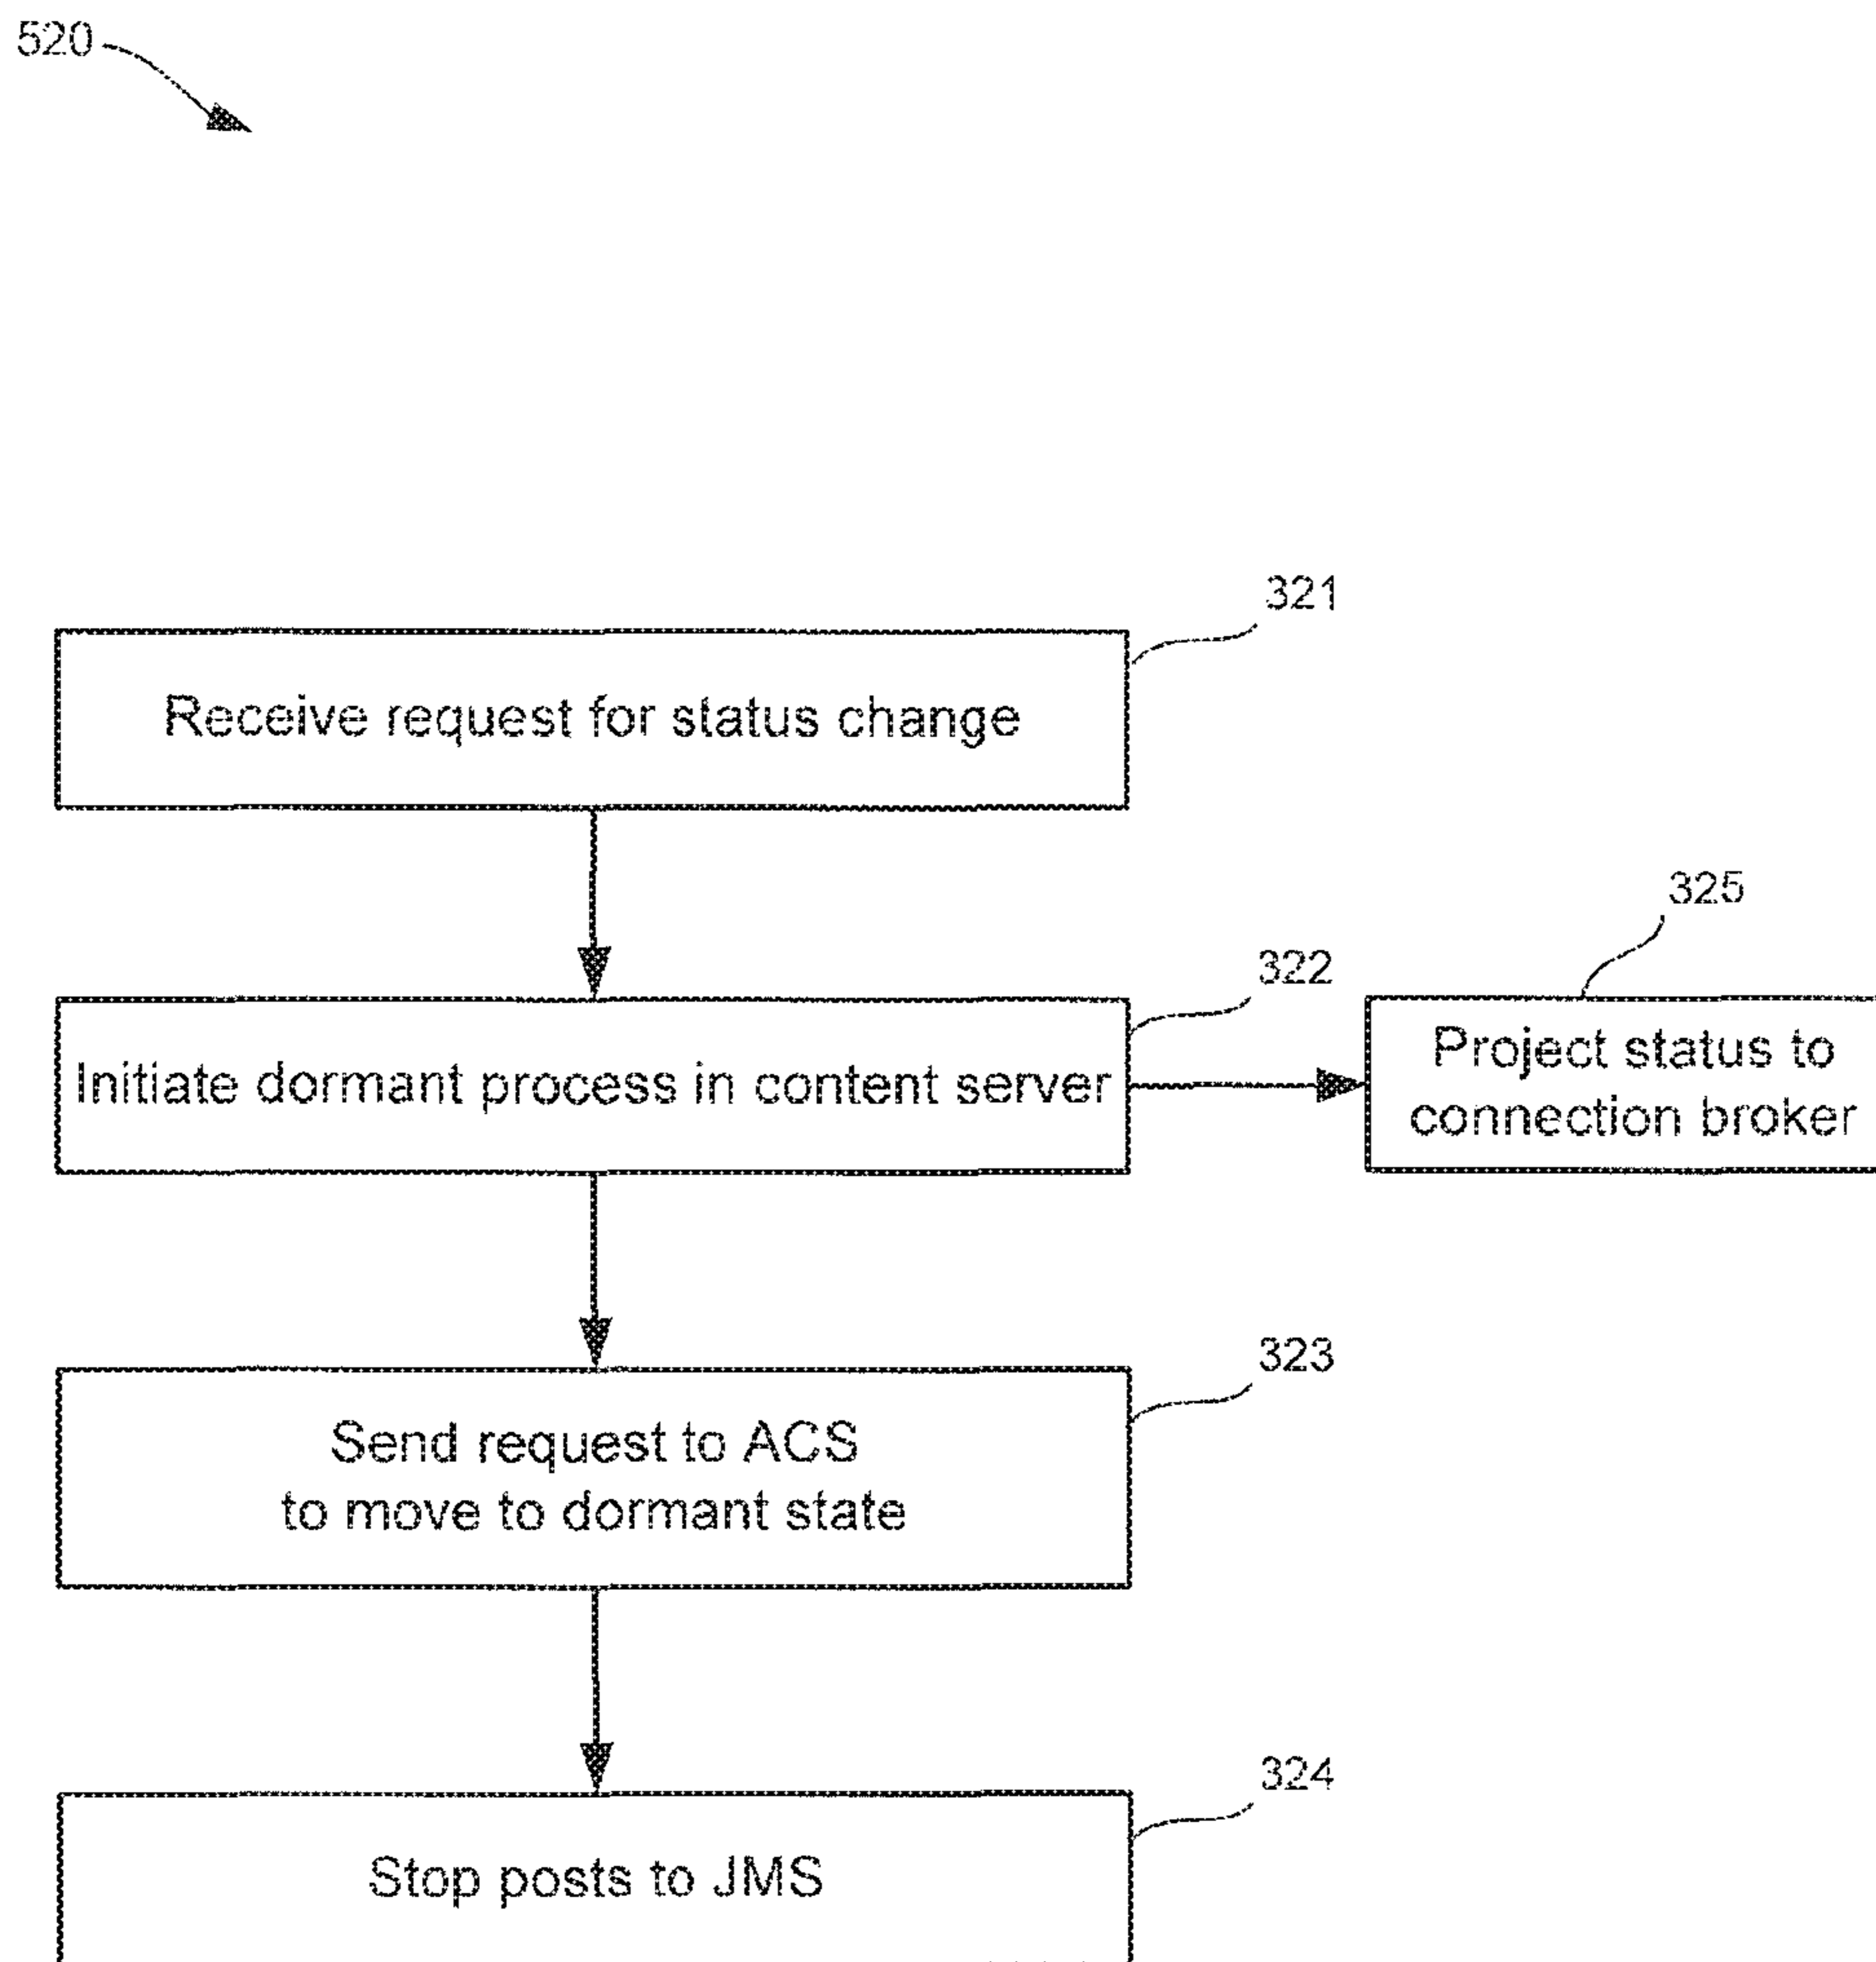 520
321
Receive request for status change
325
322
Initiate dormant process in content server
Project status to
connection broker
323
Send request to ACS
to move to dormant state
324
Stop posts to JMS